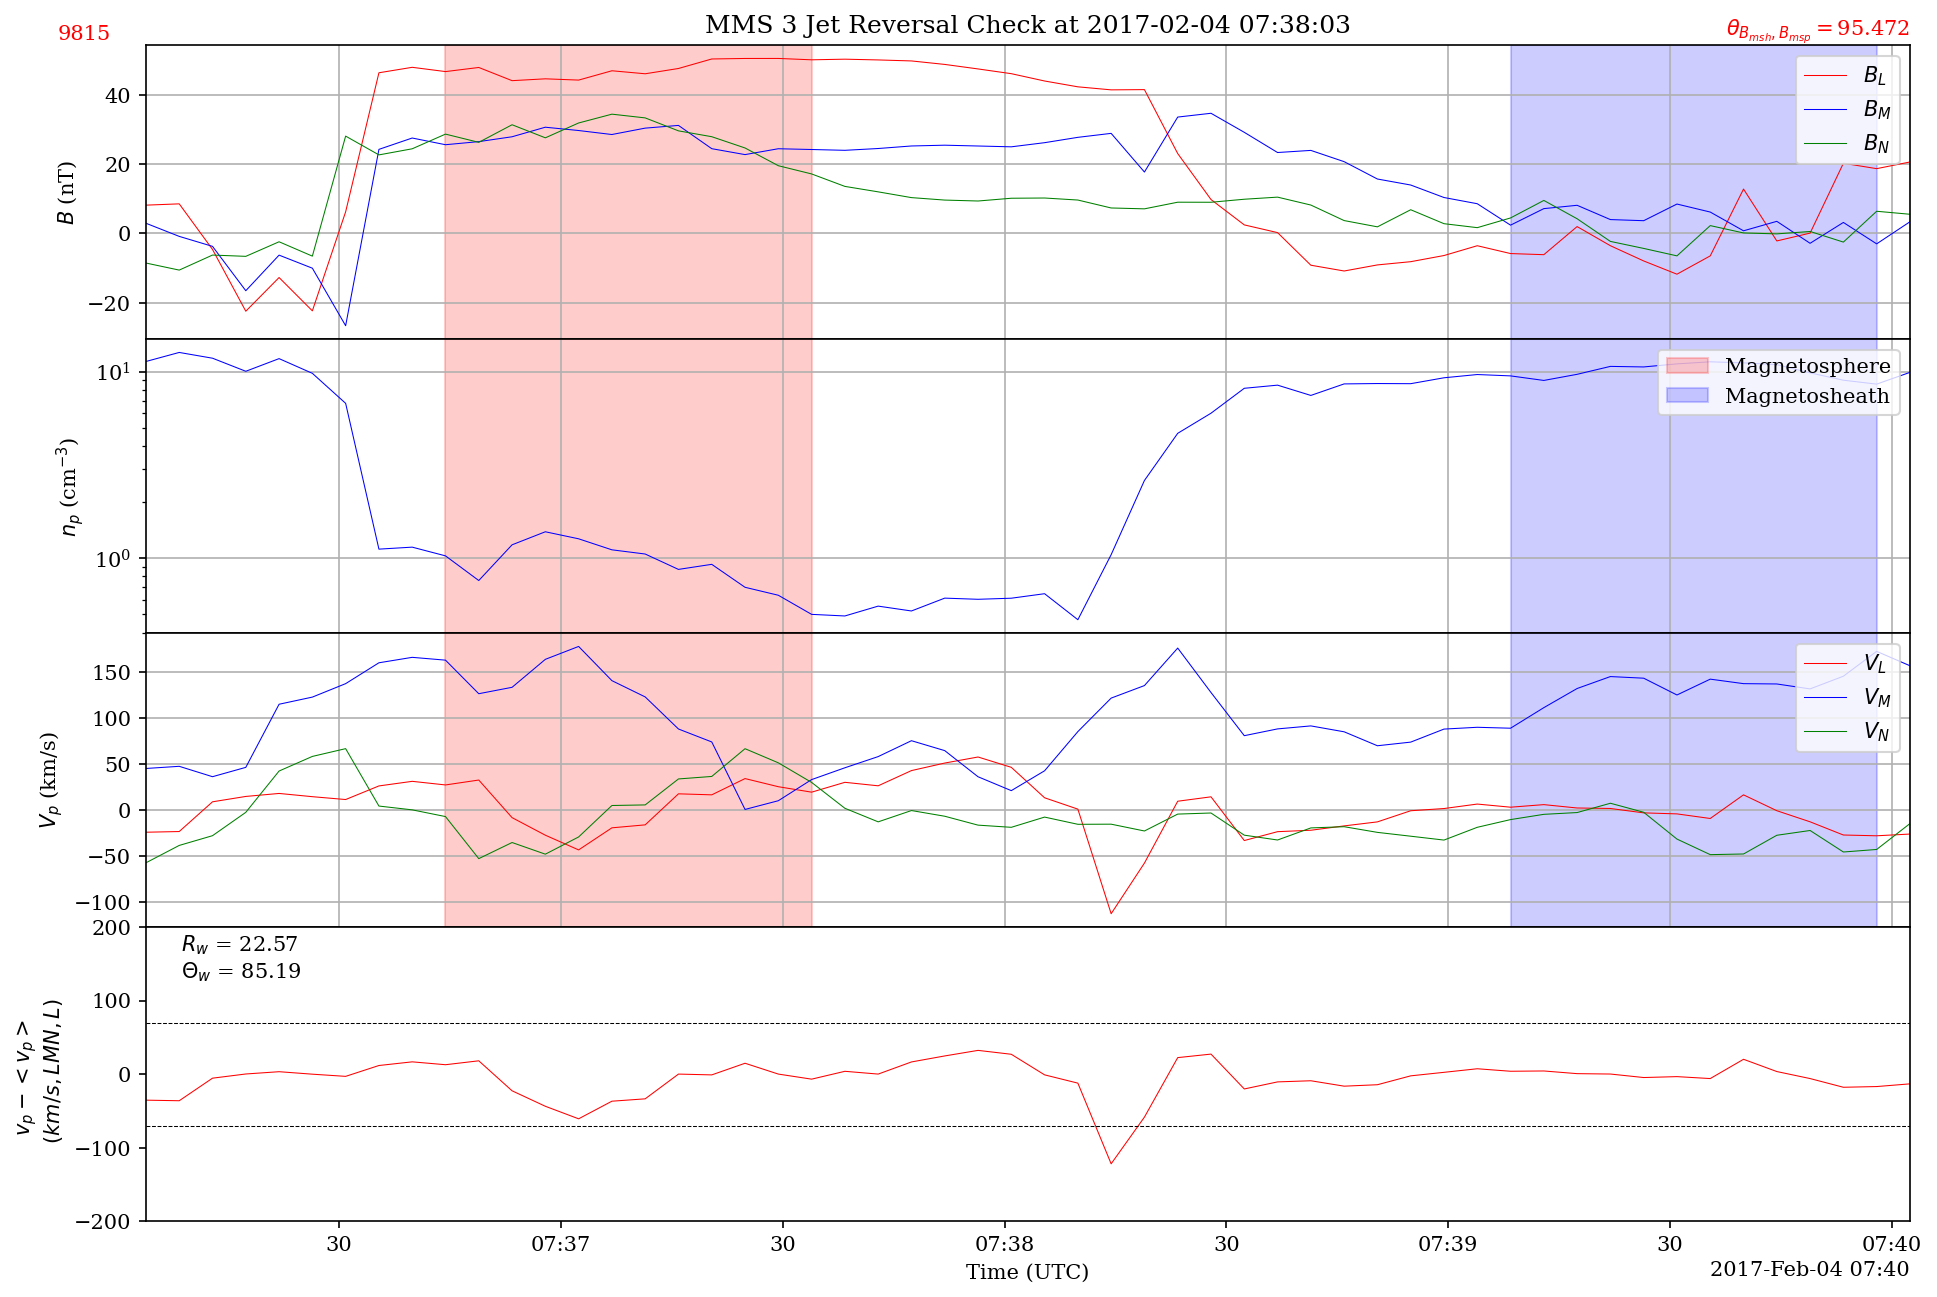 9815
MMS 3 Jet Reversal Check at 2017-02-04 07:38:03
θ_{B_{msh}, B_{msp}} = 95.472
B (nT)
40
20
0
−20
B_L
B_M
B_N
n_p (cm^{−3})
10^1
10^0
Magnetosphere
Magnetosheath
V_p (km/s)
150
100
50
0
−50
−100
V_L
V_M
V_N
v_p − <v_p>
(km/s, LMN, L)
200
100
0
−100
−200
R_w = 22.57
Θ_w = 85.19
30
07:37
30
07:38
30
07:39
30
07:40
Time (UTC)
2017-Feb-04 07:40